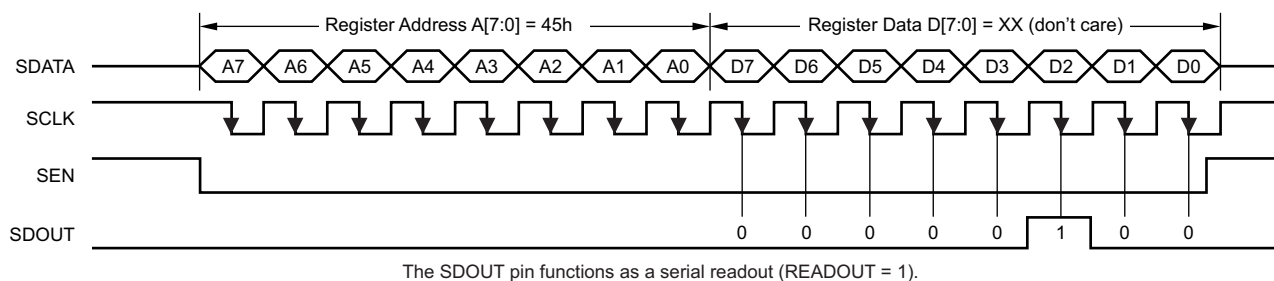 Register Address A[7:0] = 45h Register Data D[7:0] = XX (don’t care)
SDATA A7 A6 A5 A4 A3 A2 A1 A0 D7 D6 D5 D4 D3 D2 D1 D0
SCLK
SEN
SDOUT 0 0 0 0 0 1 0 0
The SDOUT pin functions as a serial readout (READOUT = 1).